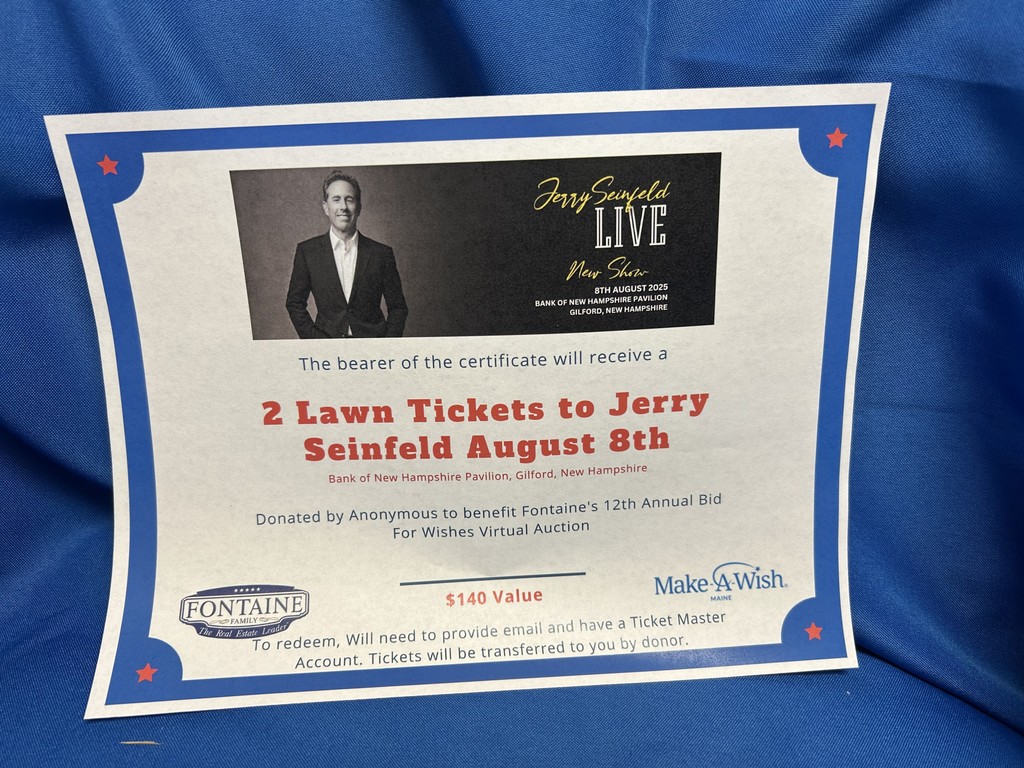 Jerry Seinfeld
LIVE
New Show
8TH AUGUST 2025
BANK OF NEW HAMPSHIRE PAVILION
GILFORD, NEW HAMPSHIRE
The bearer of the certificate will receive a
2 Lawn Tickets to Jerry
Seinfeld August 8th
Bank of New Hampshire Pavilion, Gilford, New Hampshire
Donated by Anonymous to benefit Fontaine's 12th Annual Bid
For Wishes Virtual Auction
$140 Value
FONTAINE
FAMILY
The Real Estate Leader
Make-A-Wish®
MAINE
To redeem, Will need to provide email and have a Ticket Master
Account. Tickets will be transferred to you by donor.